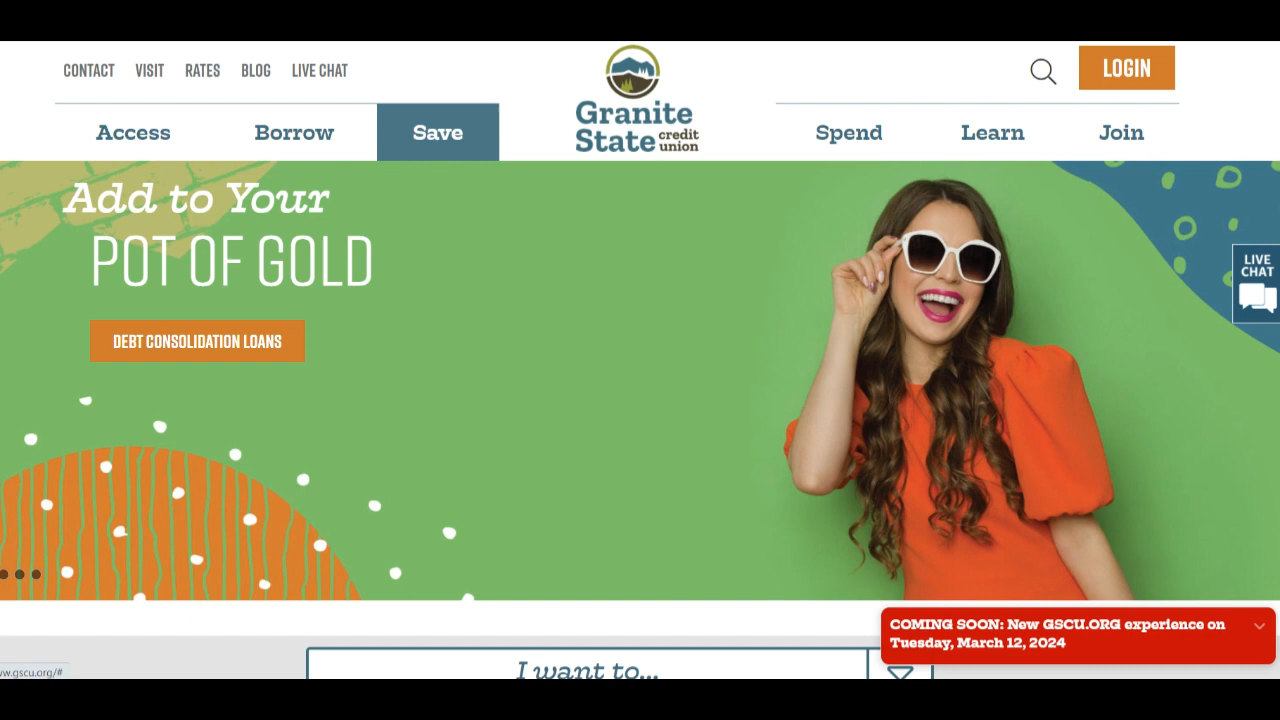 CONTACT VISIT RATES BLOG LIVE CHAT
LOGIN
Access Borrow Save
Granite
State credit union
Spend Learn Join
Add to Your
POT OF GOLD
DEBT CONSOLIDATION LOANS
LIVE
CHAT
COMING SOON: New GSCU.ORG experience on
Tuesday, March 12, 2024
I want to...
w.gscu.org/#